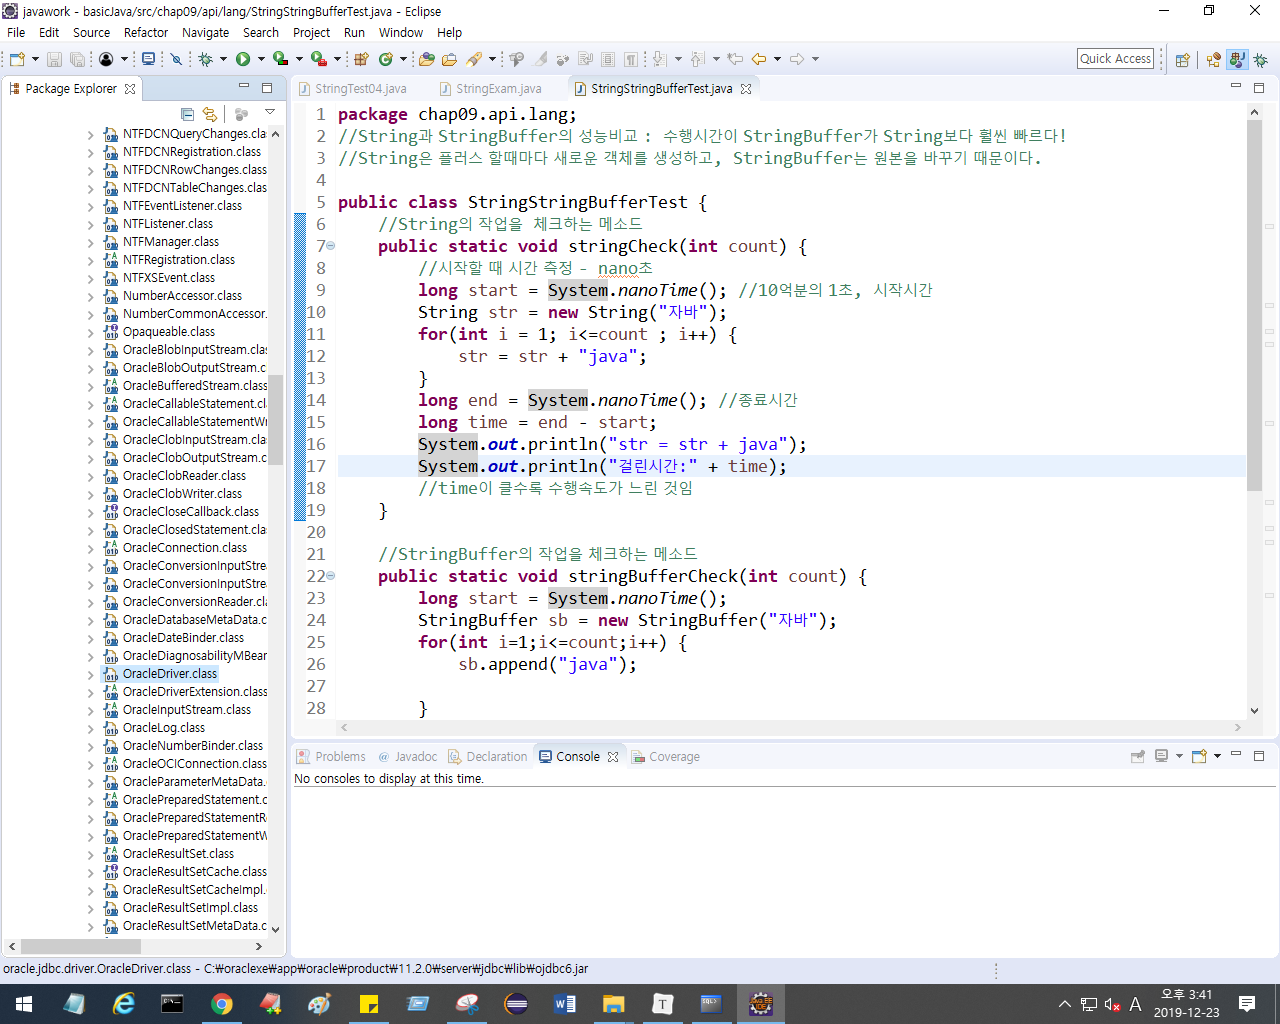 javawork - basicJava/src/chap09/api/lang/StringStringBufferTest.java - Eclipse
File Edit Source Refactor Navigate Search Project Run Window Help
Quick Access
Package Explorer
NTFDCNQueryChanges.clas
NTFDCNRegistration.class
NTFDCNRowChanges.class
NTFDCNTableChanges.class
NTFEventListener.class
NTFListener.class
NTFManager.class
NTFRegistration.class
NTFXSEvent.class
NumberAccessor.class
NumberCommonAccessor.
Opaqueable.class
OracleBlobInputStream.clas
OracleBlobOutputStream.c
OracleBufferedStream.class
OracleCallableStatement.cl
OracleCallableStatementWr
OracleClobInputStream.clas
OracleClobOutputStream.c
OracleClobReader.class
OracleClobWriter.class
OracleCloseCallback.class
OracleClosedStatement.clas
OracleConnection.class
OracleConversionInputStre
OracleConversionInputStre
OracleConversionReader.cl
OracleDatabaseMetaData.c
OracleDateBinder.class
OracleDiagnosabilityMBear
OracleDriver.class
OracleDriverExtension.class
OracleInputStream.class
OracleLog.class
OracleNumberBinder.class
OracleOCIConnection.class
OracleParameterMetaData.
OraclePreparedStatement.c
OraclePreparedStatementR
OraclePreparedStatementW
OracleResultSet.class
OracleResultSetCache.class
OracleResultSetCacheImpl.
OracleResultSetImpl.class
OracleResultSetMetaData.c
StringTest04.java StringExam.java StringStringBufferTest.java
1 package chap09.api.lang;
2 //String과 StringBuffer의 성능비교 : 수행시간이 StringBuffer가 String보다 훨씬 빠르다!
3 //String은 플러스 할때마다 새로운 객체를 생성하고, StringBuffer는 원본을 바꾸기 때문이다.
4
5 public class StringStringBufferTest {
6 //String의 작업을 체크하는 메소드
7 public static void stringCheck(int count) {
8 //시작할 때 시간 측정 - nano초
9 long start = System.nanoTime(); //10억분의 1초, 시작시간
10 String str = new String("자바");
11 for(int i = 1; i<=count ; i++) {
12 str = str + "java";
13 }
14 long end = System.nanoTime(); //종료시간
15 long time = end - start;
16 System.out.println("str = str + java");
17 System.out.println("걸린시간:" + time);
18 //time이 클수록 수행속도가 느린 것임
19 }
20
21 //StringBuffer의 작업을 체크하는 메소드
22 public static void stringBufferCheck(int count) {
23 long start = System.nanoTime();
24 StringBuffer sb = new StringBuffer("자바");
25 for(int i=1;i<=count;i++) {
26 sb.append("java");
27
28 }
Problems Javadoc Declaration Console Coverage
No consoles to display at this time.
oracle.jdbc.driver.OracleDriver.class - C:₩oraclexe₩app₩oracle₩product₩11.2.0₩server₩jdbc₩lib₩ojdbc6.jar
A
오후 3:41
2019-12-23